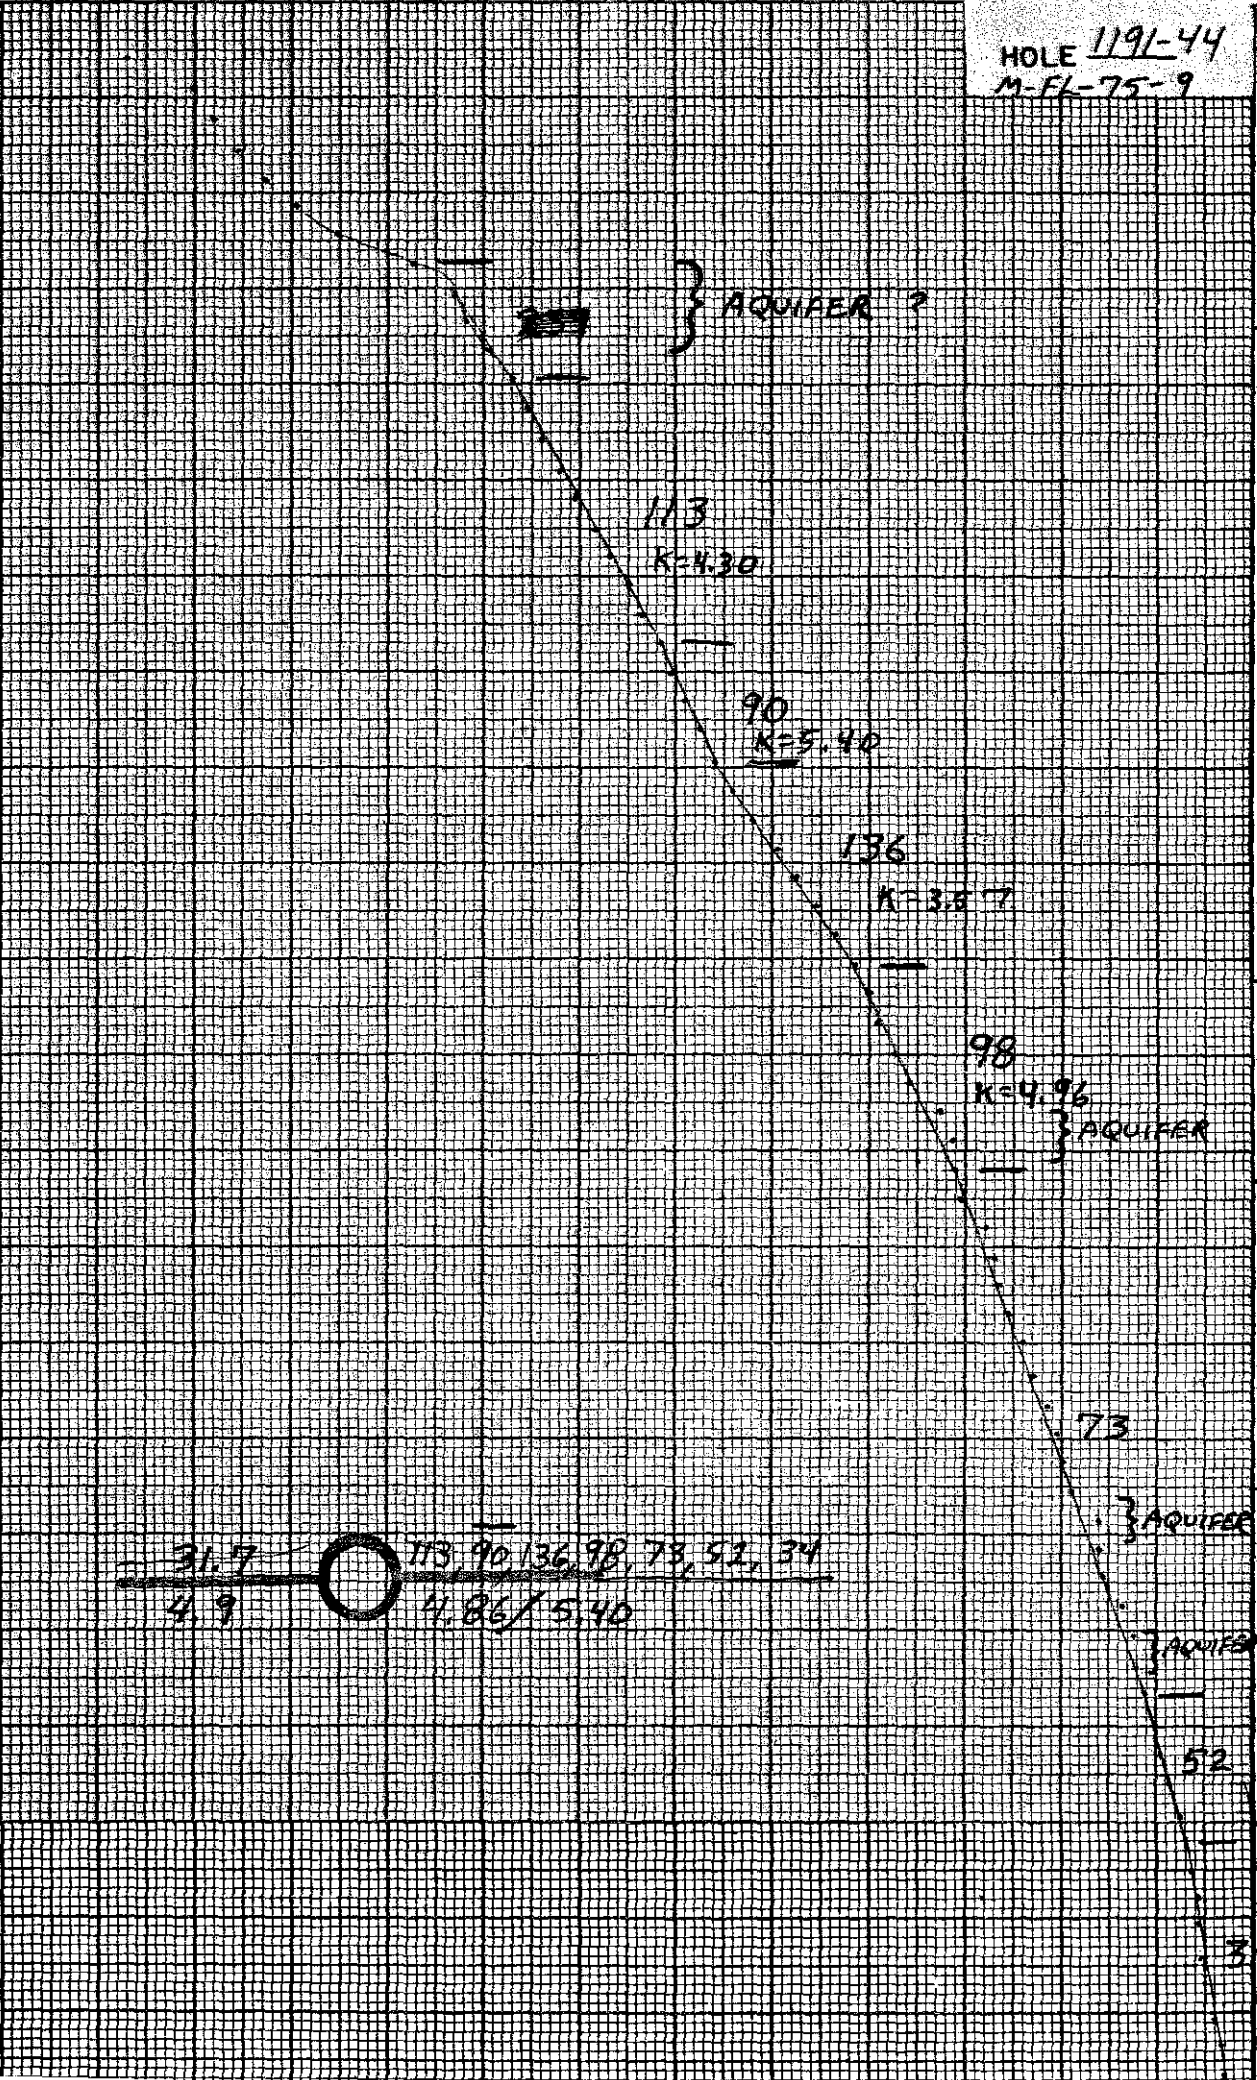 HOLE 1191-44
M-FL-75-9
} AQUIFER ?
113
K=4.30
90
K=5.40
136
K=3.57
98
K=4.96
} AQUIFER
73
} AQUIFER
31.7
113, 90, 136, 98, 73, 52, 34
4.9
4.86/5.40
} AQUIFER
52
3